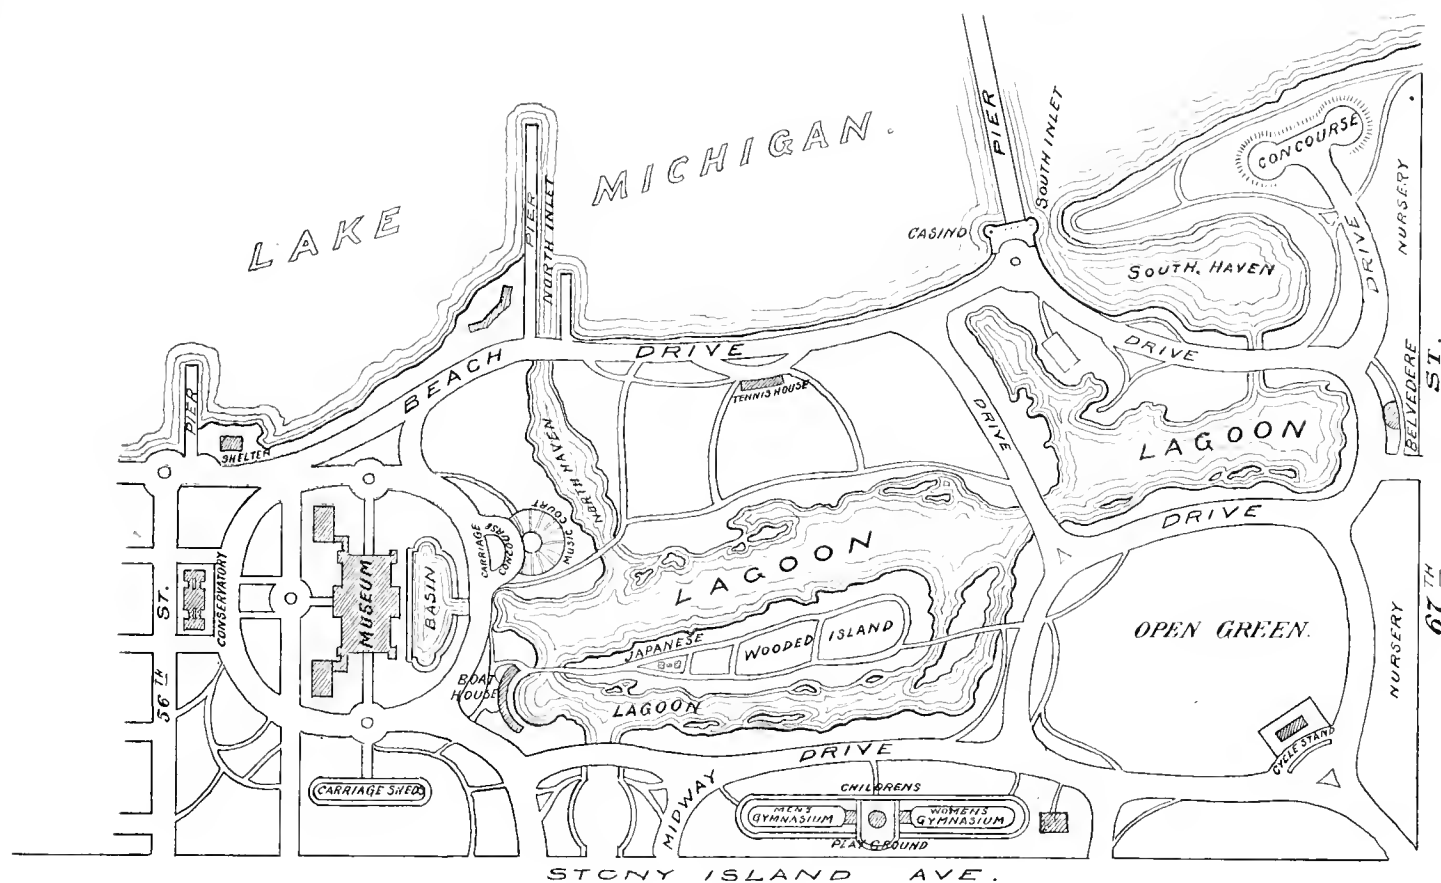 LAKE MICHIGAN.
PIER
SOUTH INLET
CONCOURSE
NURSERY
CASINO
PIER
NORTH INLET
SOUTH. HAVEN
DRIVE
BEACH DRIVE
DRIVE
BELVEDERE
ST.
PIER
SHELTER
TENNIS HOUSE
DRIVE
LAGOON
NORTH HAVEN
DRIVE
MUSIC COURT
CARRIAGE
CONCOURSE
LAGOON
CONSERVATORY
MUSEUM
BASIN
56TH ST.
JAPANESE
WOODED ISLAND
OPEN GREEN.
67TH
NURSERY
BOAT
HOUSE
LAGOON
DRIVE
CYCLE STAND
CARRIAGE SHEDS
MIDWAY
CHILDRENS
MEN'S
GYMNASIUM
WOMENS
GYMNASIUM
PLAY GROUND
STONY ISLAND AVE.